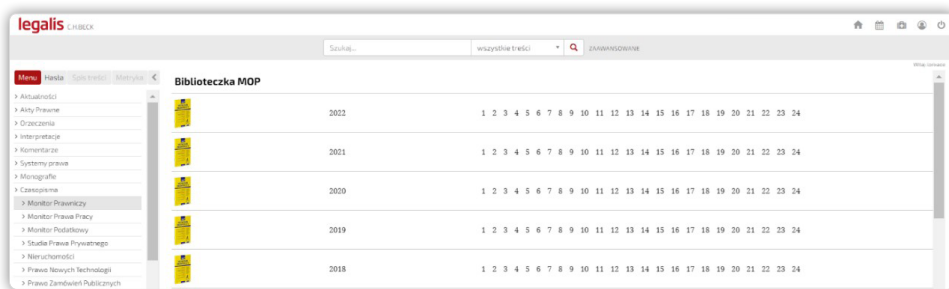 legalis C.H.BECK
Szukaj... wszystkie treści ZAAWANSOWANE
Menu Hasła Spis treści Metryka
Biblioteczka MOP
> Aktualności
> Akty Prawne
> Orzeczenia
> Interpretacje
> Komentarze
> Systemy prawa
> Monografie
> Czasopisma
> Monitor Prawniczy
> Monitor Prawa Pracy
> Monitor Podatkowy
> Studia Prawa Prywatnego
> Nieruchomości
> Prawo Nowych Technologii
> Prawo Zamówień Publicznych
2022 1 2 3 4 5 6 7 8 9 10 11 12 13 14 15 16 17 18 19 20 21 22 23 24
2021 1 2 3 4 5 6 7 8 9 10 11 12 13 14 15 16 17 18 19 20 21 22 23 24
2020 1 2 3 4 5 6 7 8 9 10 11 12 13 14 15 16 17 18 19 20 21 22 23 24
2019 1 2 3 4 5 6 7 8 9 10 11 12 13 14 15 16 17 18 19 20 21 22 23 24
2018 1 2 3 4 5 6 7 8 9 10 11 12 13 14 15 16 17 18 19 20 21 22 23 24